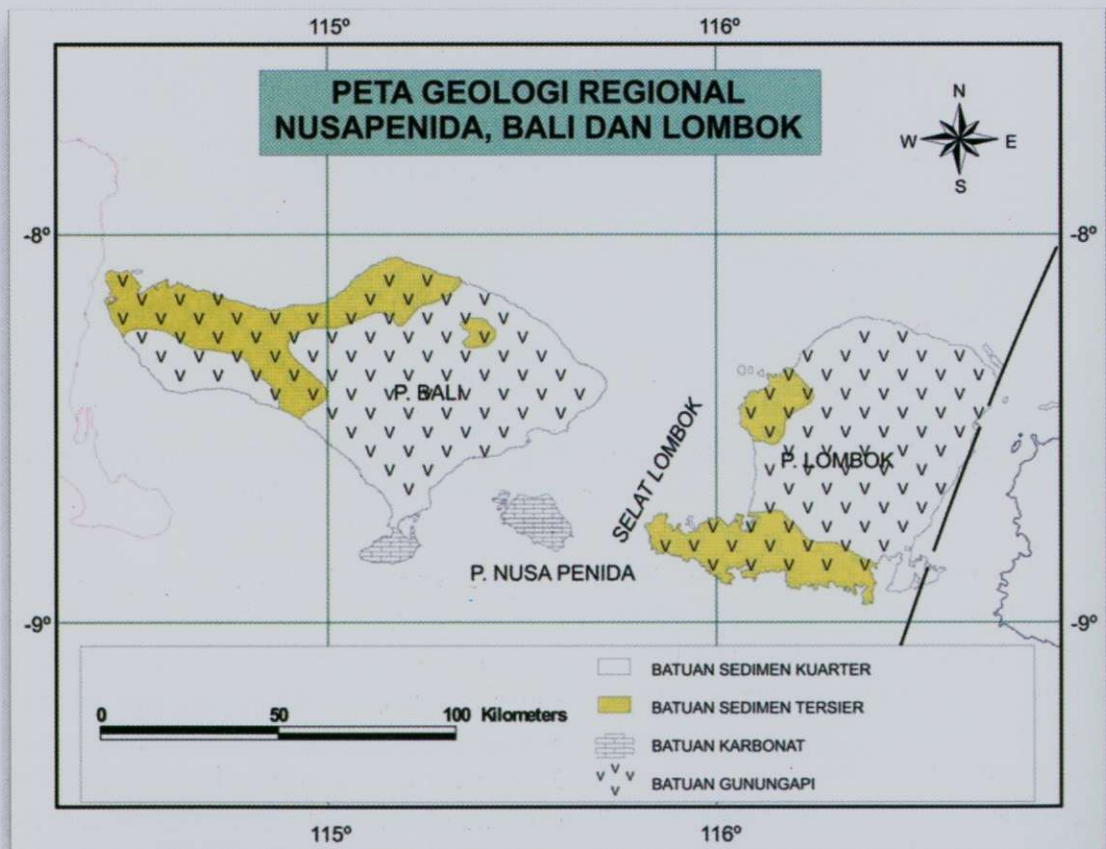 115º 116º
PETA GEOLOGI REGIONAL
NUSAPENIDA, BALI DAN LOMBOK
N
W E
S
-8º -8º
P. BALI
SELAT LOMBOK
P. LOMBOK
P. NUSA PENIDA
-9º -9º
0 50 100 Kilometers
BATUAN SEDIMEN KUARTER
BATUAN SEDIMEN TERSIER
BATUAN KARBONAT
BATUAN GUNUNGAPI
115º 116º